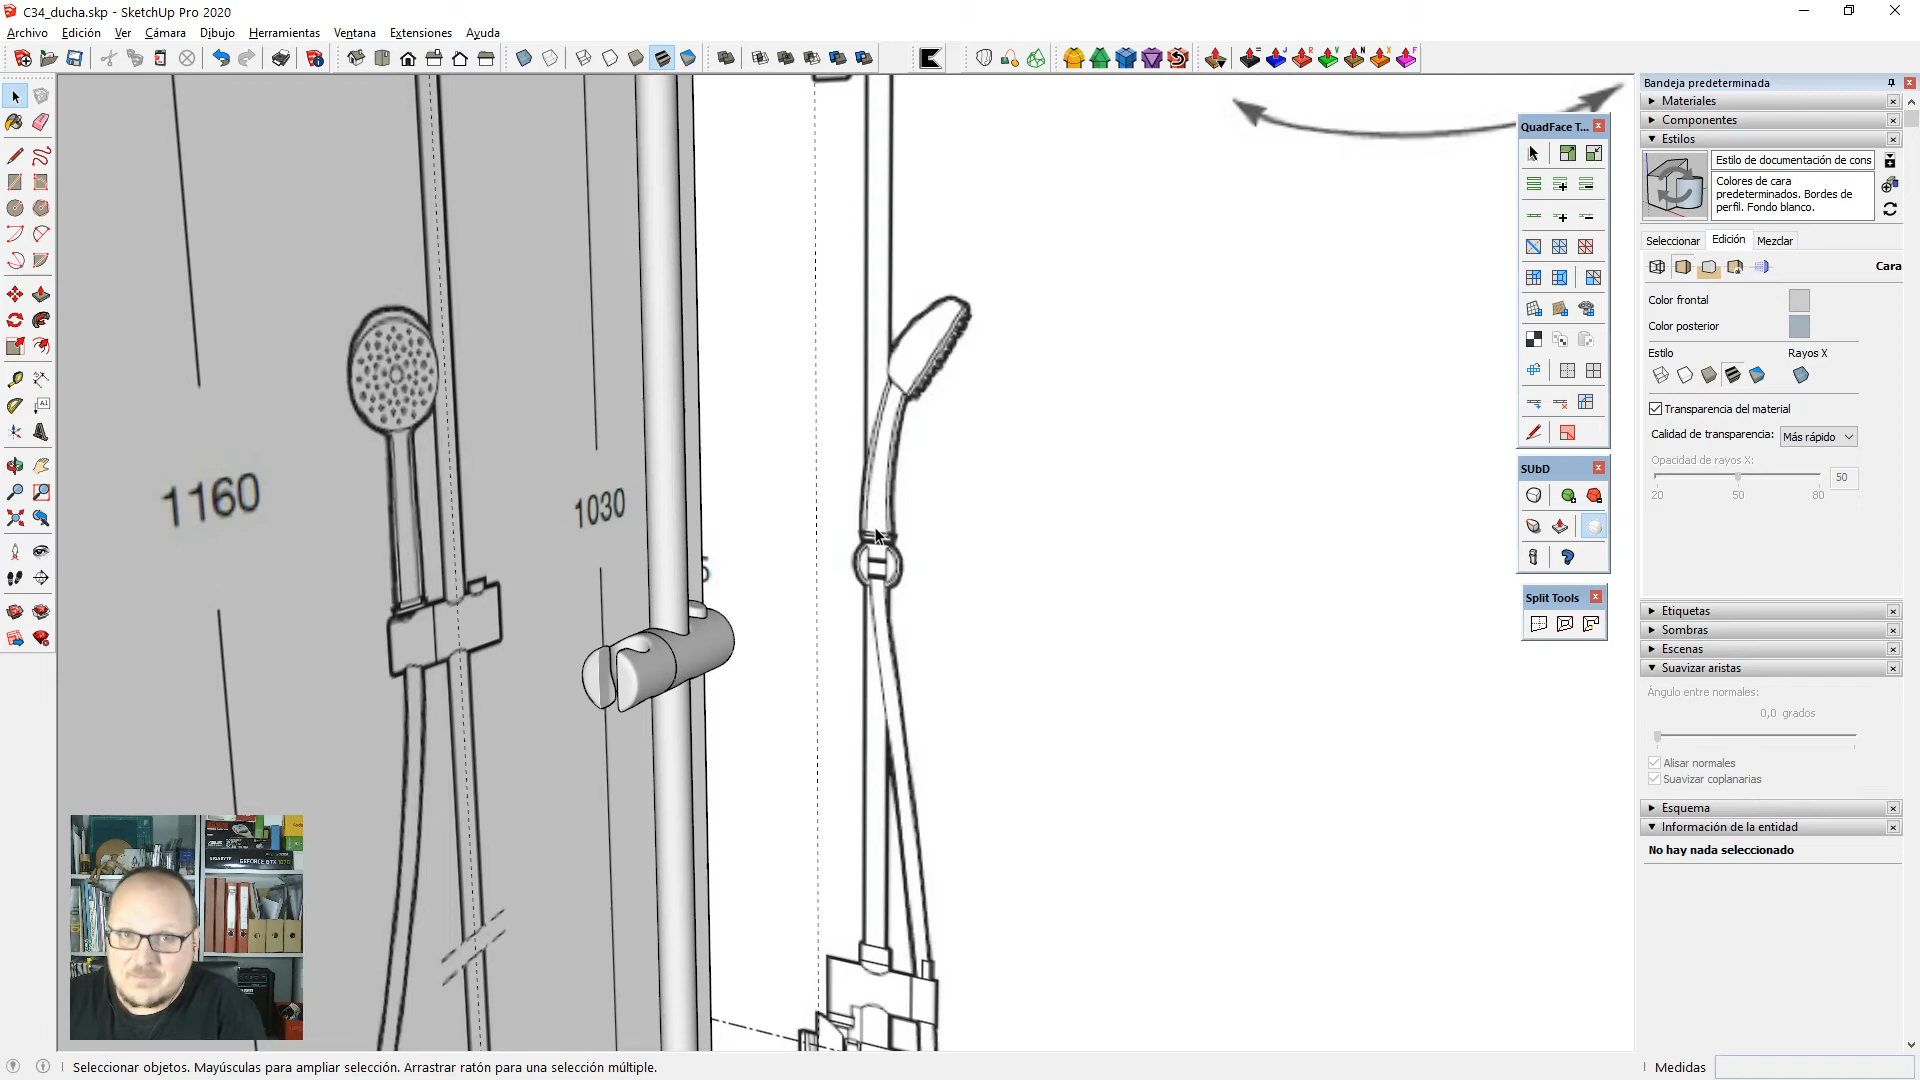 C34_ducha.skp - SketchUp Pro 2020
Archivo Edición Ver Cámara Dibujo Herramientas Ventana Extensiones Ayuda
Bandeja predeterminada
Materiales
Componentes
Estilos
Estilo de documentación de cons
Colores de cara
predeterminados. Bordes de
perfil. Fondo blanco.
Seleccionar Edición Mezclar
Cara
Color frontal
Color posterior
Estilo Rayos X
Transparencia del material
Calidad de transparencia: Más rápido
Opacidad de rayos X:
50
20 50 80
Etiquetas
Sombras
Escenas
Suavizar aristas
Ángulo entre normales:
0,0 grados
Alisar normales
Suavizar coplanarias
Esquema
Información de la entidad
No hay nada seleccionado
QuadFace T...
SUbD
Split Tools
1160
1030
GEFORCE GTX 1070
Seleccionar objetos. Mayúsculas para ampliar selección. Arrastrar ratón para una selección múltiple.
Medidas